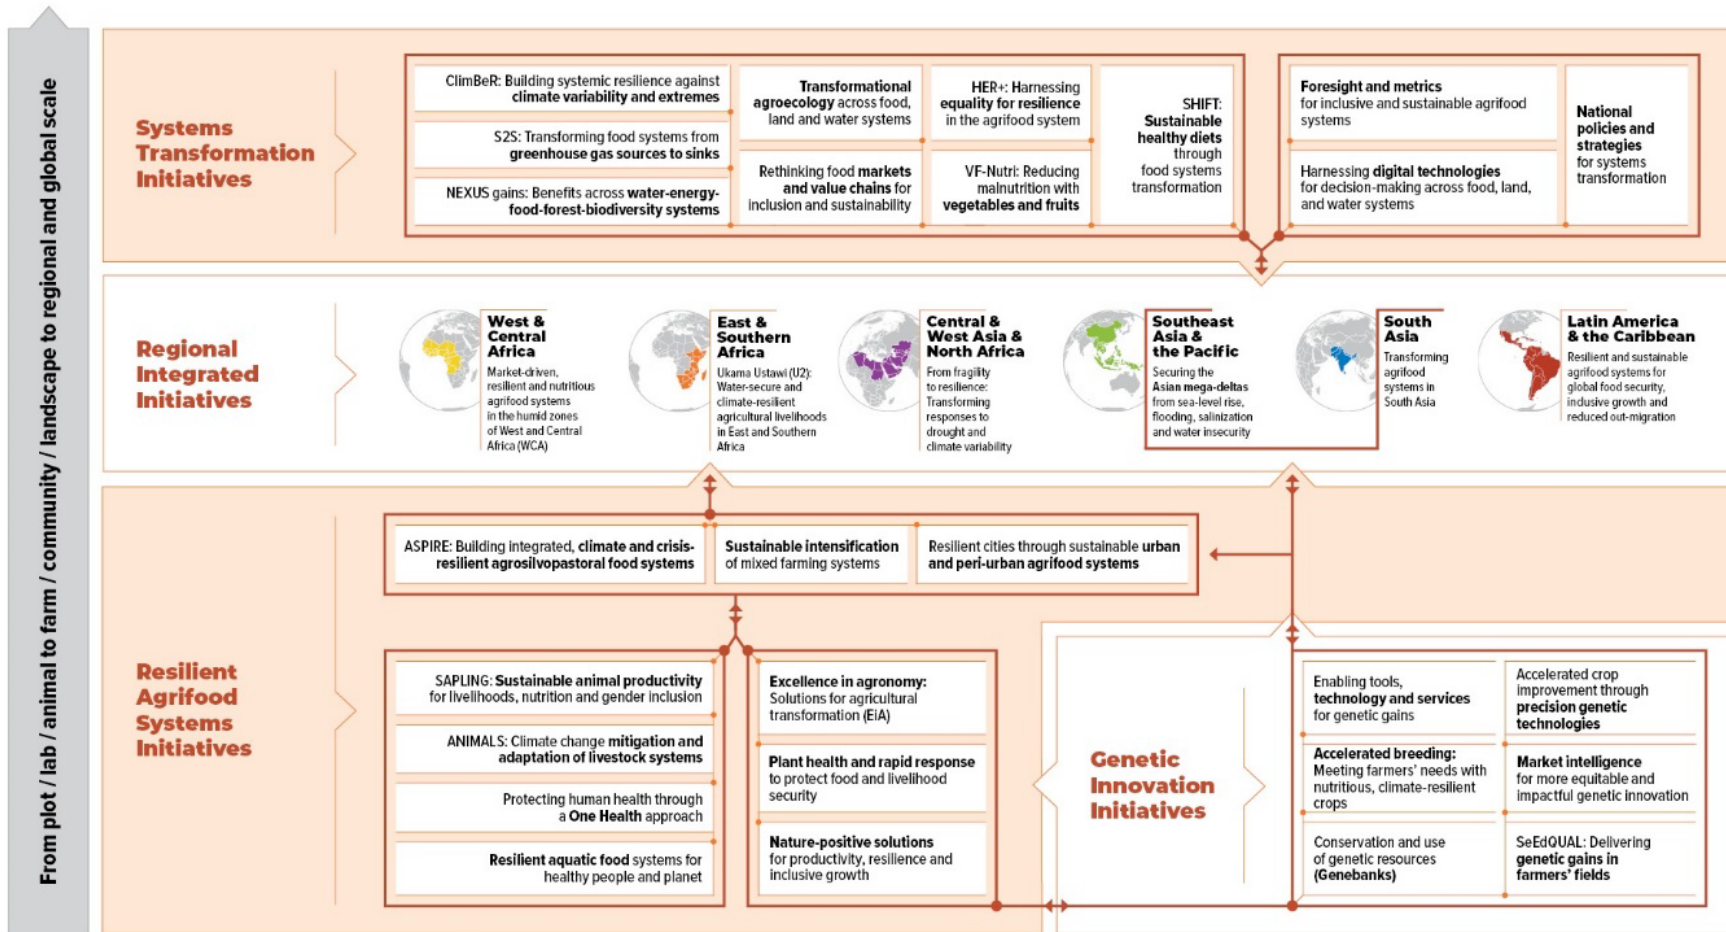 From plot / lab / animal to farm / community / landscape to regional and global scale
Systems
Transformation
Initiatives
ClimBeR: Building systemic resilience against
climate variability and extremes
S2S: Transforming food systems from
greenhouse gas sources to sinks
NEXUS gains: Benefits across water-energy-
food-forest-biodiversity systems
Transformational
agroecology across food,
land and water systems
Rethinking food markets
and value chains for
inclusion and sustainability
HER+: Harnessing
equality for resilience
in the agrifood system
VF-Nutri: Reducing
malnutrition with
vegetables and fruits
SHIFT:
Sustainable
healthy diets
through
food systems
transformation
Foresight and metrics
for inclusive and sustainable agrifood
systems
Harnessing digital technologies
for decision-making across food, land,
and water systems
National
policies and
strategies
for systems
transformation
Regional
Integrated
Initiatives
West &
Central
Africa
Market-driven,
resilient and nutritious
agrifood systems
in the humid zones
of West and Central
Africa (WCA)
East &
Southern
Africa
Ukama Ustawi (U2):
Water-secure and
climate-resilient
agricultural livelihoods
in East and Southern
Africa
Central &
West Asia &
North Africa
From fragility
to resilience:
Transforming
responses to
drought and
climate variability
Southeast
Asia &
the Pacific
Securing the
Asian mega-deltas
from sea-level rise,
flooding, salinization
and water insecurity
South
Asia
Transforming
agrifood
systems in
South Asia
Latin America
& the Caribbean
Resilient and sustainable
agrifood systems for
global food security,
inclusive growth and
reduced out-migration
Resilient
Agrifood
Systems
Initiatives
ASPIRE: Building integrated, climate and crisis-
resilient agrosilvopastoral food systems
Sustainable intensification
of mixed farming systems
Resilient cities through sustainable urban
and peri-urban agrifood systems
SAPLING: Sustainable animal productivity
for livelihoods, nutrition and gender inclusion
ANIMALS: Climate change mitigation and
adaptation of livestock systems
Protecting human health through
a One Health approach
Resilient aquatic food systems for
healthy people and planet
Excellence in agronomy:
Solutions for agricultural
transformation (EiA)
Plant health and rapid response
to protect food and livelihood
security
Nature-positive solutions
for productivity, resilience and
inclusive growth
Genetic
Innovation
Initiatives
Enabling tools,
technology and services
for genetic gains
Accelerated breeding:
Meeting farmers' needs with
nutritious, climate-resilient
crops
Conservation and use
of genetic resources
(Genebanks)
Accelerated crop
improvement through
precision genetic
technologies
Market intelligence
for more equitable and
impactful genetic innovation
SeEdQUAL: Delivering
genetic gains in
farmers' fields